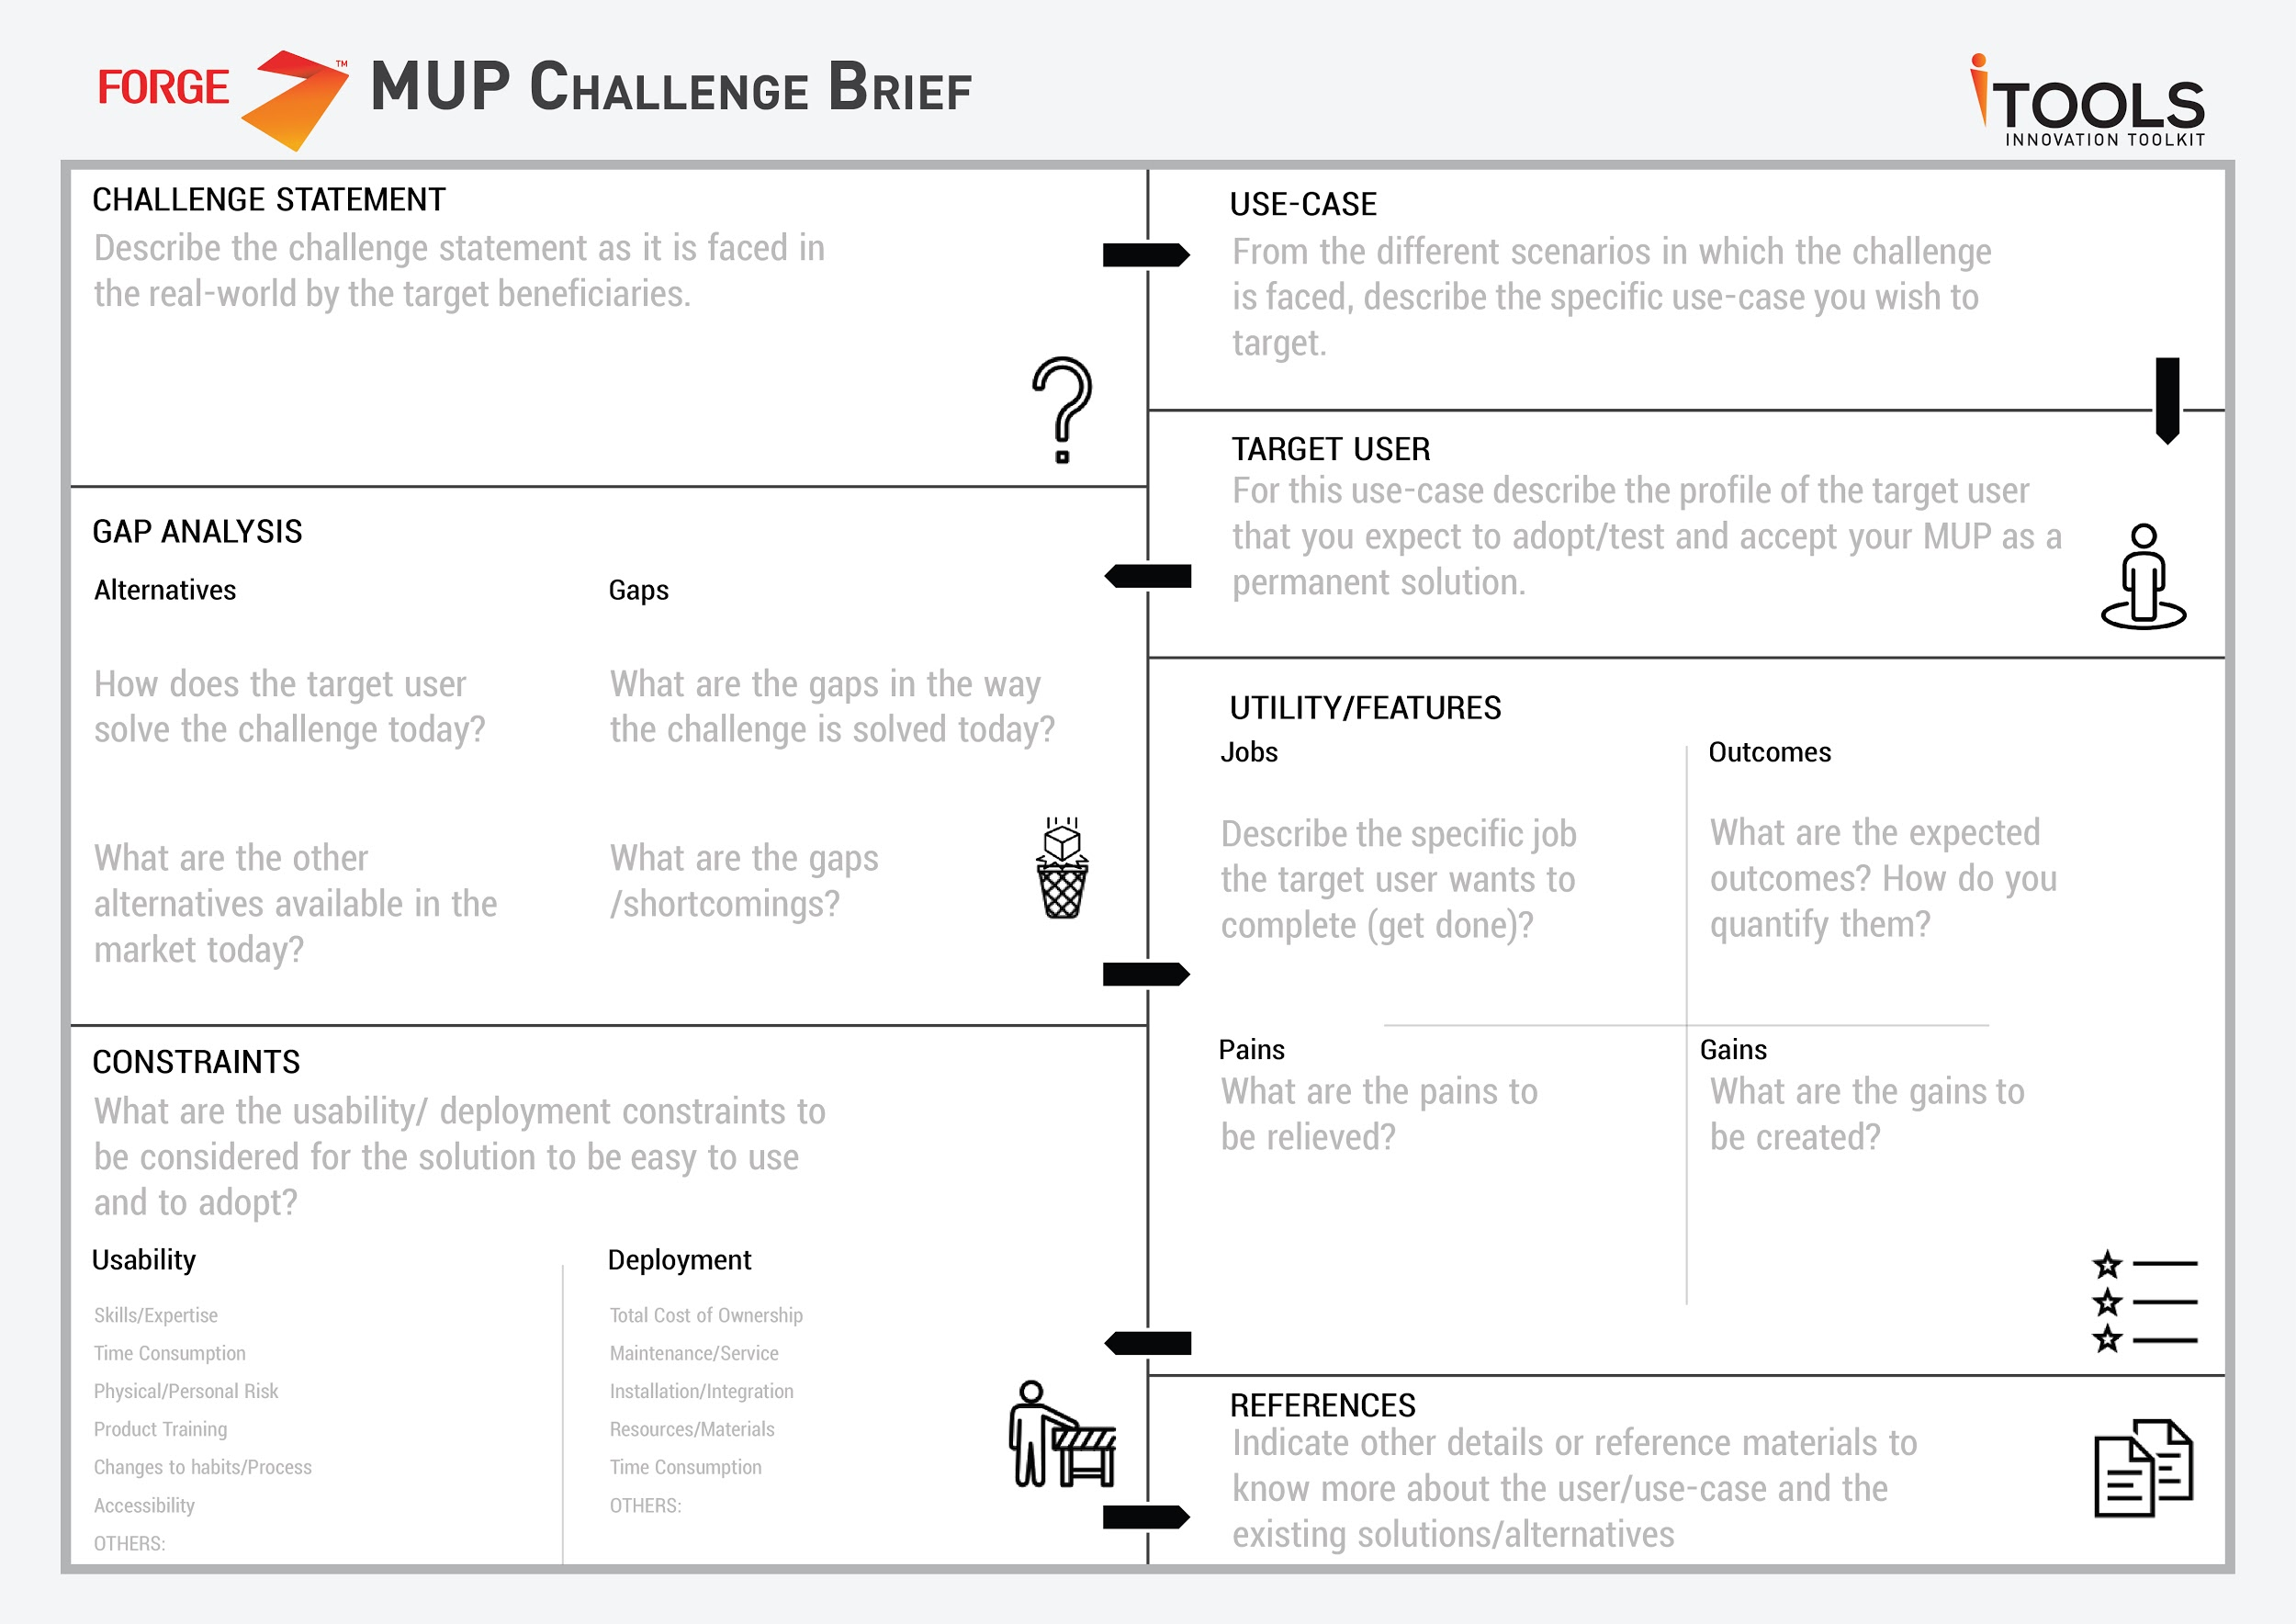 FORGE
TM
MUP CHALLENGE BRIEF
iTOOLS
INNOVATION TOOLKIT
CHALLENGE STATEMENT
Describe the challenge statement as it is faced in
the real-world by the target beneficiaries.
USE-CASE
From the different scenarios in which the challenge
is faced, describe the specific use-case you wish to
target.
TARGET USER
For this use-case describe the profile of the target user
that you expect to adopt/test and accept your MUP as a
permanent solution.
GAP ANALYSIS
Alternatives
Gaps
How does the target user
solve the challenge today?
What are the gaps in the way
the challenge is solved today?
What are the other
alternatives available in the
market today?
What are the gaps
/shortcomings?
UTILITY/FEATURES
Jobs
Outcomes
Describe the specific job
the target user wants to
complete (get done)?
What are the expected
outcomes? How do you
quantify them?
Pains
What are the pains to
be relieved?
Gains
What are the gains to
be created?
CONSTRAINTS
What are the usability/ deployment constraints to
be considered for the solution to be easy to use
and to adopt?
Usability
Skills/Expertise
Time Consumption
Physical/Personal Risk
Product Training
Changes to habits/Process
Accessibility
OTHERS:
Deployment
Total Cost of Ownership
Maintenance/Service
Installation/Integration
Resources/Materials
Time Consumption
OTHERS:
REFERENCES
Indicate other details or reference materials to
know more about the user/use-case and the
existing solutions/alternatives